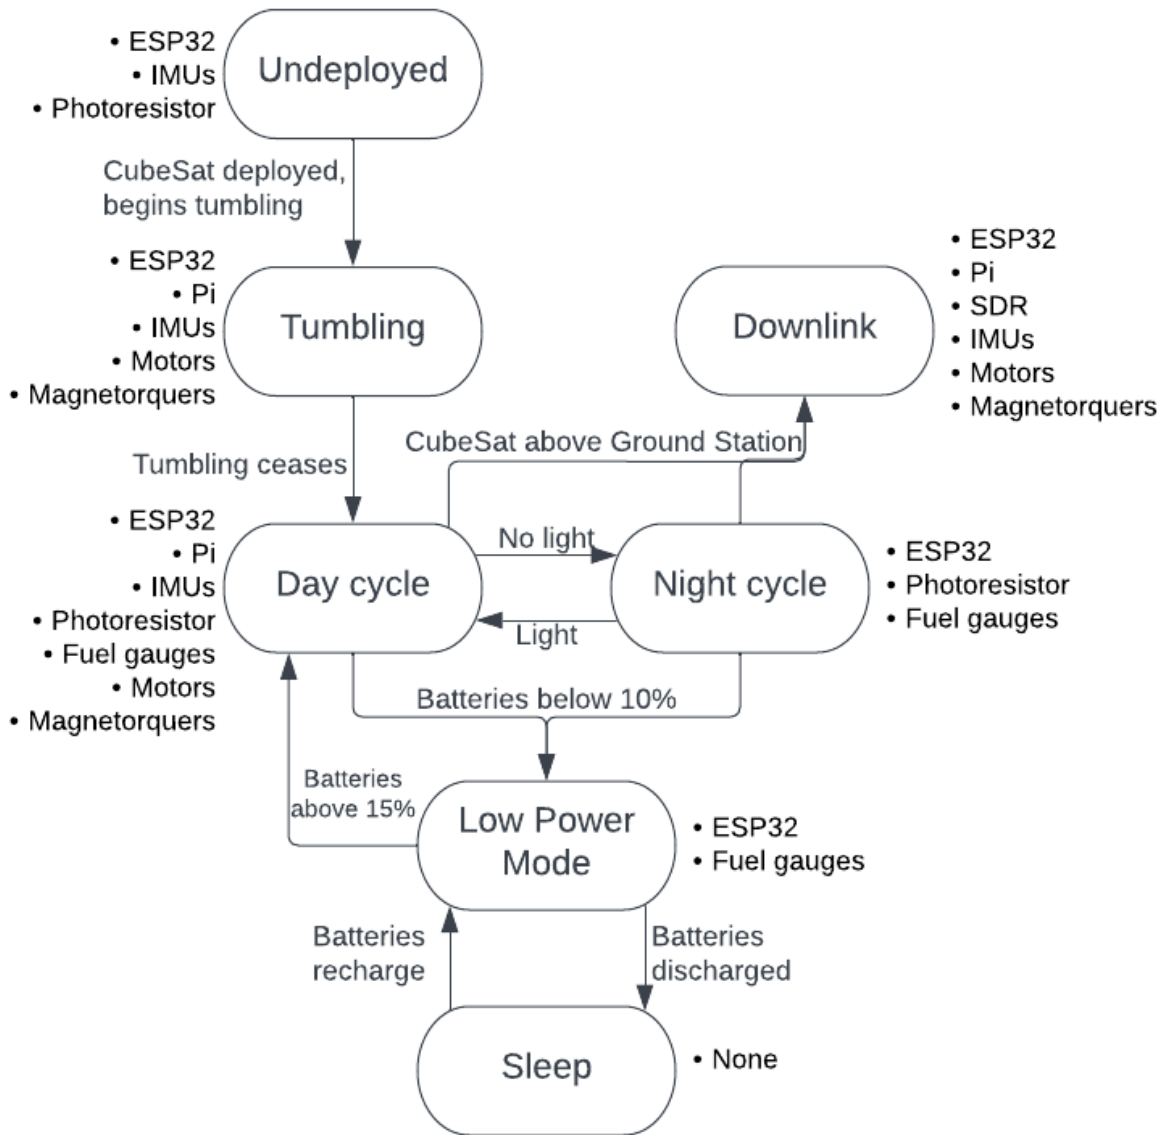 • ESP32
• IMUs
• Photoresistor
Undeployed
CubeSat deployed,
begins tumbling
• ESP32
• Pi
• IMUs
• Motors
• Magnetorquers
Tumbling
Downlink
• ESP32
• Pi
• SDR
• IMUs
• Motors
• Magnetorquers
CubeSat above Ground Station
Tumbling ceases
• ESP32
• Pi
• IMUs
• Photoresistor
• Fuel gauges
• Motors
• Magnetorquers
Day cycle
No light
Light
Night cycle
• ESP32
• Photoresistor
• Fuel gauges
Batteries below 10%
Batteries
above 15%
Low Power
Mode
• ESP32
• Fuel gauges
Batteries
recharge
Batteries
discharged
Sleep
• None